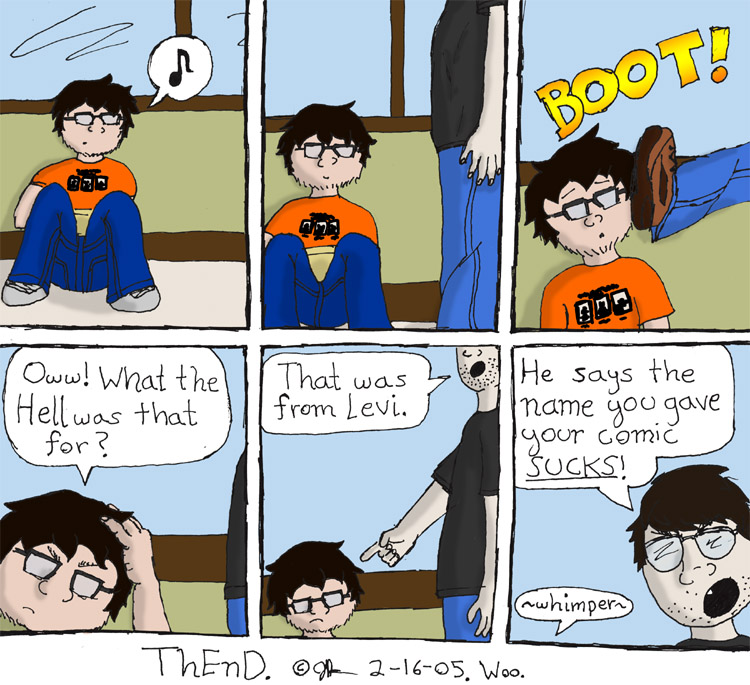 BOOT!
Oww! What the
Hell was that
for?
That was
from Levi.
He says the
name you gave
your comic
SUCKS!
~whimper~
ThEnD. © 2-16-05. Woo.